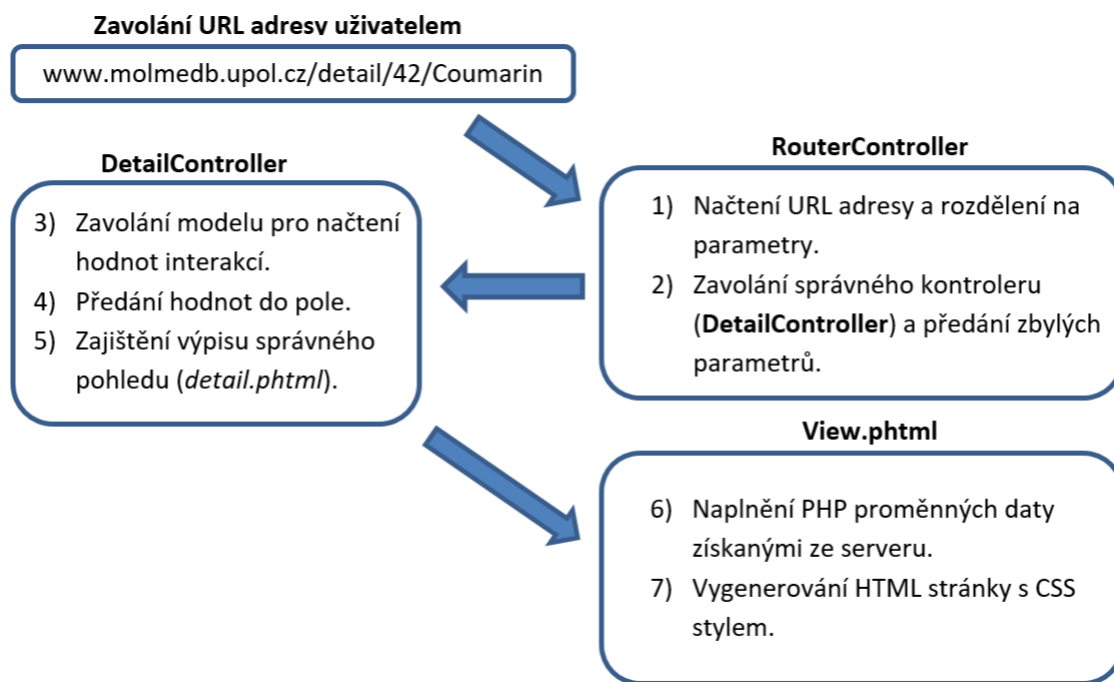 Zavolání URL adresy uživatelem
www.molmedb.upol.cz/detail/42/Coumarin
RouterController
1) Načtení URL adresy a rozdělení na
parametry.
2) Zavolání správného kontroleru
(DetailController) a předání zbylých
parametrů.
DetailController
3) Zavolání modelu pro načtení
hodnot interakcí.
4) Předání hodnot do pole.
5) Zajištění výpisu správného
pohledu (detail.phtml).
View.phtml
6) Naplnění PHP proměnných daty
získanými ze serveru.
7) Vygenerování HTML stránky s CSS
stylem.